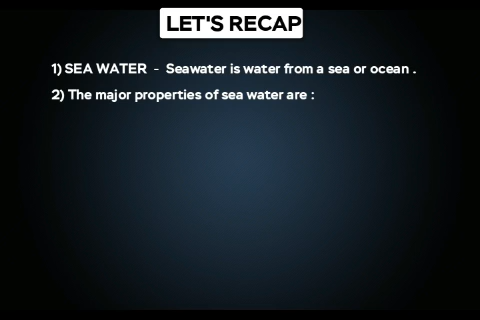 LET'S RECAP
1) SEA WATER - Seawater is water from a sea or ocean .
2) The major properties of sea water are :